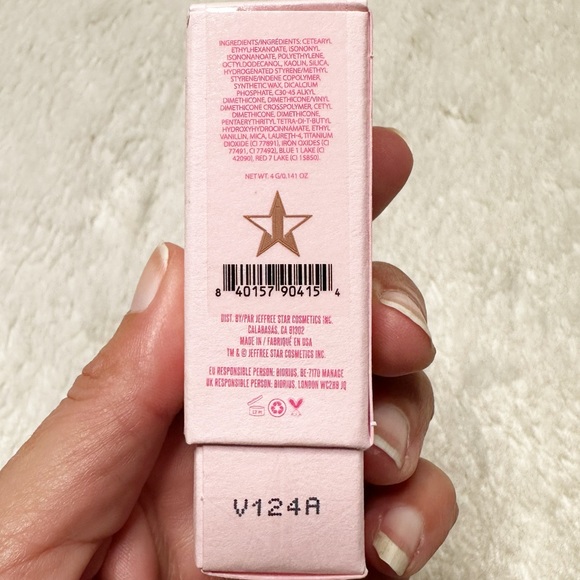 INGREDIENTS/INGRÉDIENTS: CETEARYL
ETHYLHEXANOATE, ISONONYL
ISONONANOATE, POLYETHYLENE,
OCTYLDODECANOL, KAOLIN, SILICA,
HYDROGENATED STYRENE/METHYL
STYRENE/INDENE COPOLYMER,
SYNTHETIC WAX, DICALCIUM
PHOSPHATE, C30-45 ALKYL
DIMETHICONE, DIMETHICONE/VINYL
DIMETHICONE CROSSPOLYMER, CETYL
DIMETHICONE, DIMETHICONE,
PENTAERYTHRITYL TETRA-DI-T-BUTYL
HYDROXYHYDROCINNAMATE, ETHYL
VANILLIN, MICA, LAURETH-4, TITANIUM
DIOXIDE (CI 77891), IRON OXIDES (CI
77491, CI 77492), BLUE 1 LAKE (CI
42090), RED 7 LAKE (CI 15850).
NET WT. 4 G/0.141 OZ
8 40157 90415 4
DIST. BY/PAR JEFFREE STAR COSMETICS INC.
CALABASAS, CA 91302
MADE IN / FABRIQUÉ EN USA
TM & © JEFFREE STAR COSMETICS INC.
EU RESPONSIBLE PERSON: BIORIUS, BE-7170 MANAGE.
UK RESPONSIBLE PERSON: BIORIUS, LONDON WC2HB JQ
12 M
V124A